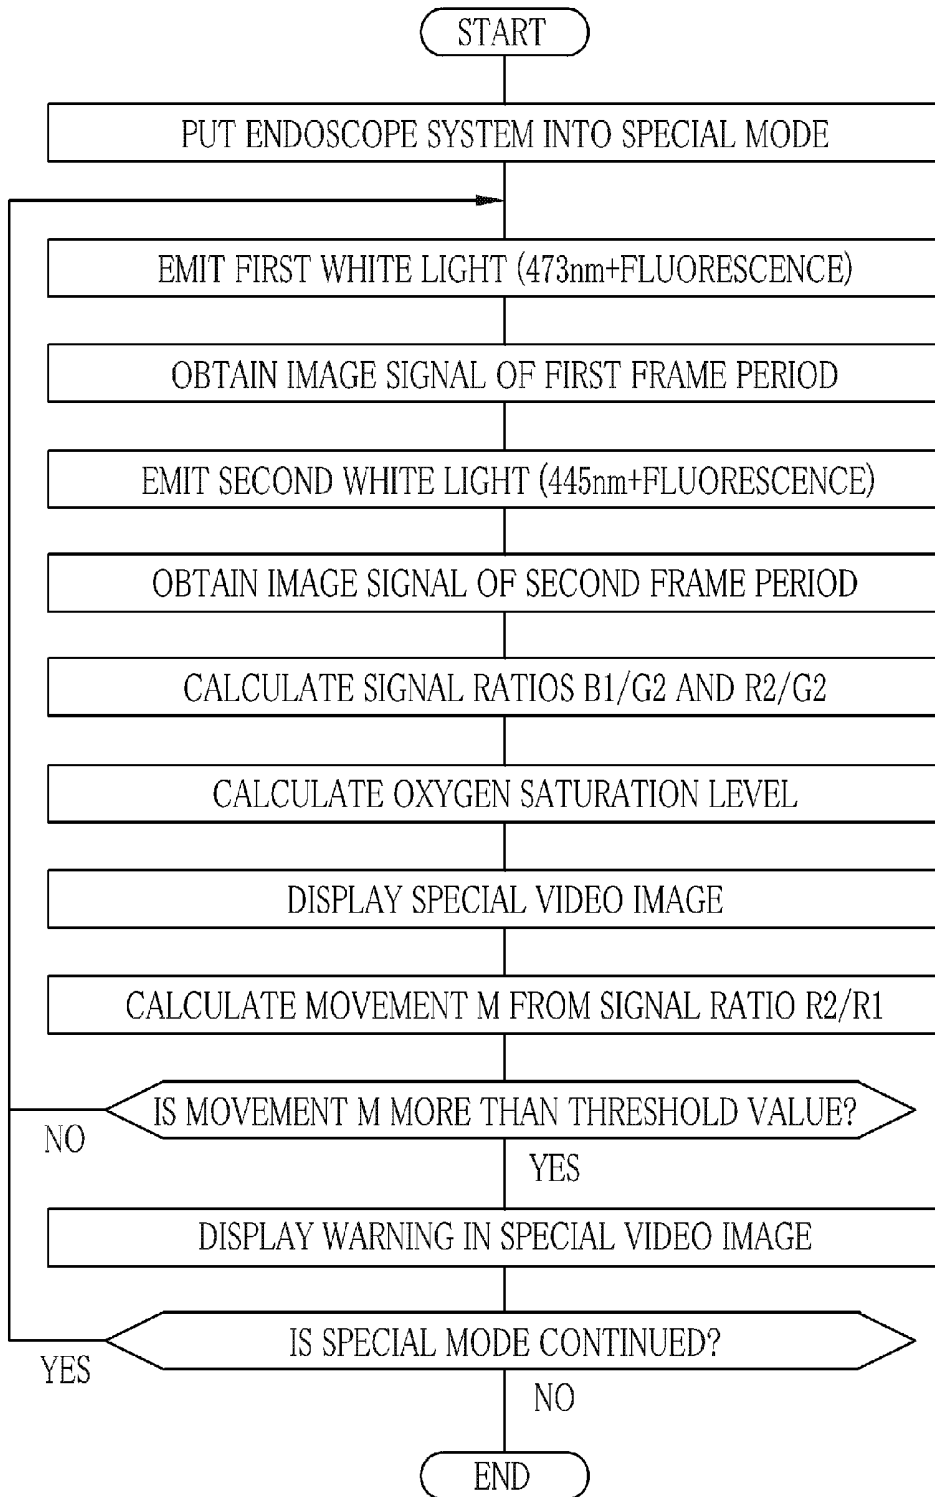 START
PUT ENDOSCOPE SYSTEM INTO SPECIAL MODE
EMIT FIRST WHITE LIGHT (473nm+FLUORESCENCE)
OBTAIN IMAGE SIGNAL OF FIRST FRAME PERIOD
EMIT SECOND WHITE LIGHT (445nm+FLUORESCENCE)
OBTAIN IMAGE SIGNAL OF SECOND FRAME PERIOD
CALCULATE SIGNAL RATIOS B1/G2 AND R2/G2
CALCULATE OXYGEN SATURATION LEVEL
DISPLAY SPECIAL VIDEO IMAGE
CALCULATE MOVEMENT M FROM SIGNAL RATIO R2/R1
IS MOVEMENT M MORE THAN THRESHOLD VALUE?
NO
YES
DISPLAY WARNING IN SPECIAL VIDEO IMAGE
IS SPECIAL MODE CONTINUED?
YES
NO
END